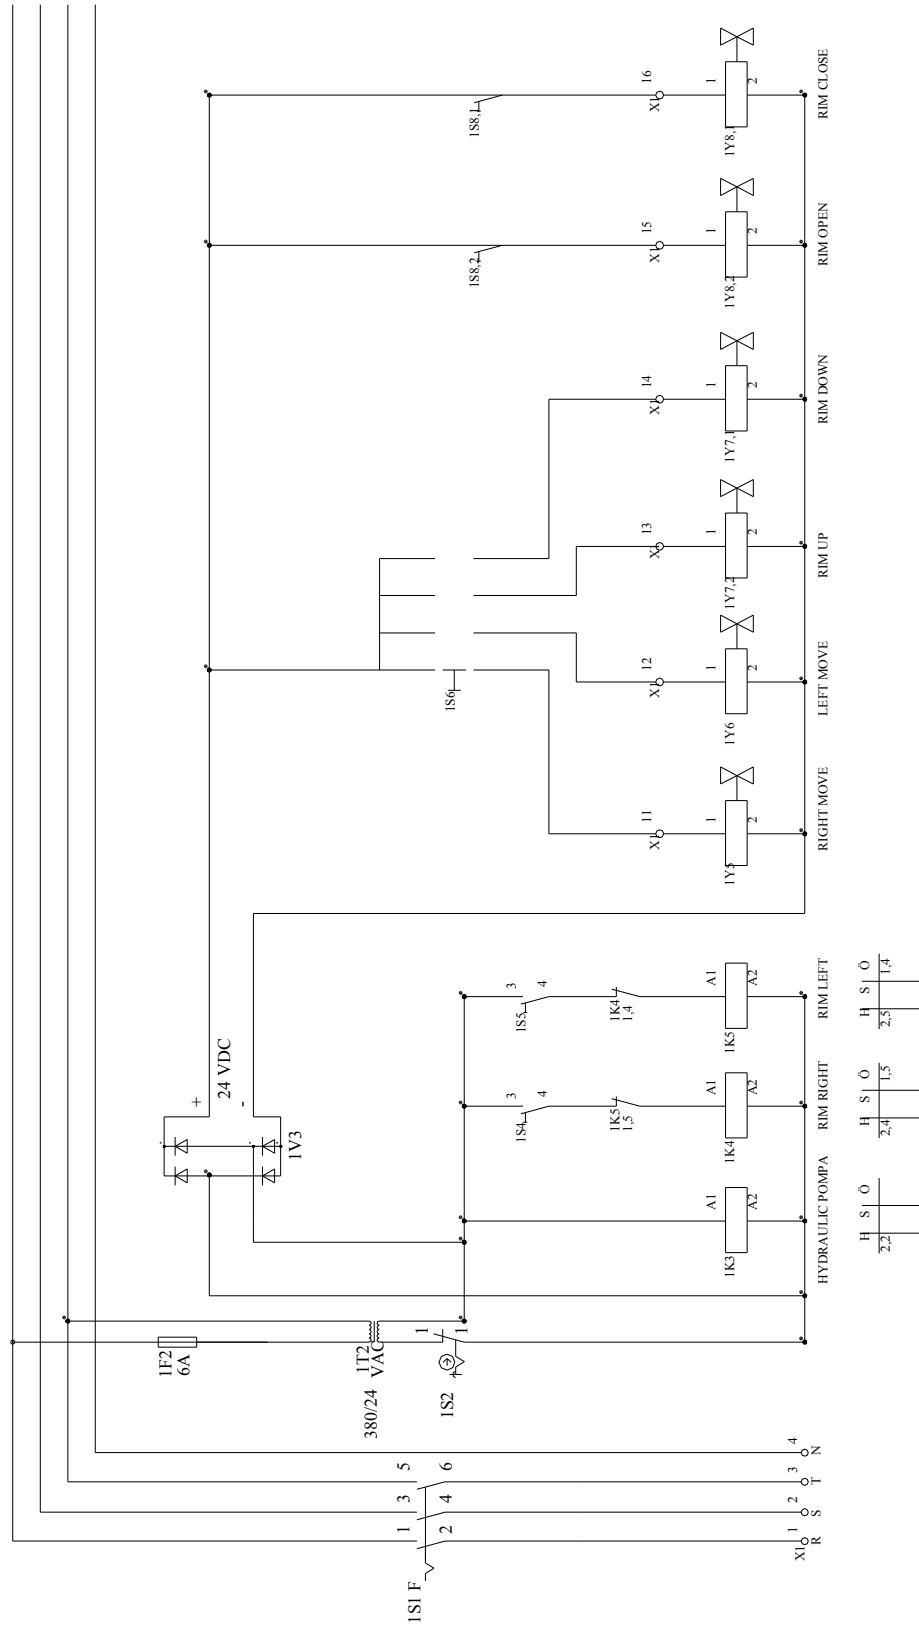 1S1 F
1
3
5
2
4
6
X1
1
2
3
4
R
S
T
N
1F2
6A
1T2
380/24
VAC
1S2
1
1
1V3
+
24 VDC
-
1S4
3
4
1S5
3
4
1K5
1,5
1K4
1,4
1K3
A1
A2
1K4
A1
A2
1K5
A1
A2
HYDRAULIC POMPA
RIM RIGHT
RIM LEFT
H S Ö
2,2
H S Ö
2,4 1,5
H S Ö
2,5 1,4
1S6
1S8,2
1S8,1
X1
11
X1
12
X1
13
X1
14
X1
15
X1
16
1Y5
1
2
1Y6
1
2
1Y7,2
1
2
1Y7,1
1
2
1Y8,2
1
2
1Y8,1
1
2
RIGHT MOVE
LEFT MOVE
RIM UP
RIM DOWN
RIM OPEN
RIM CLOSE